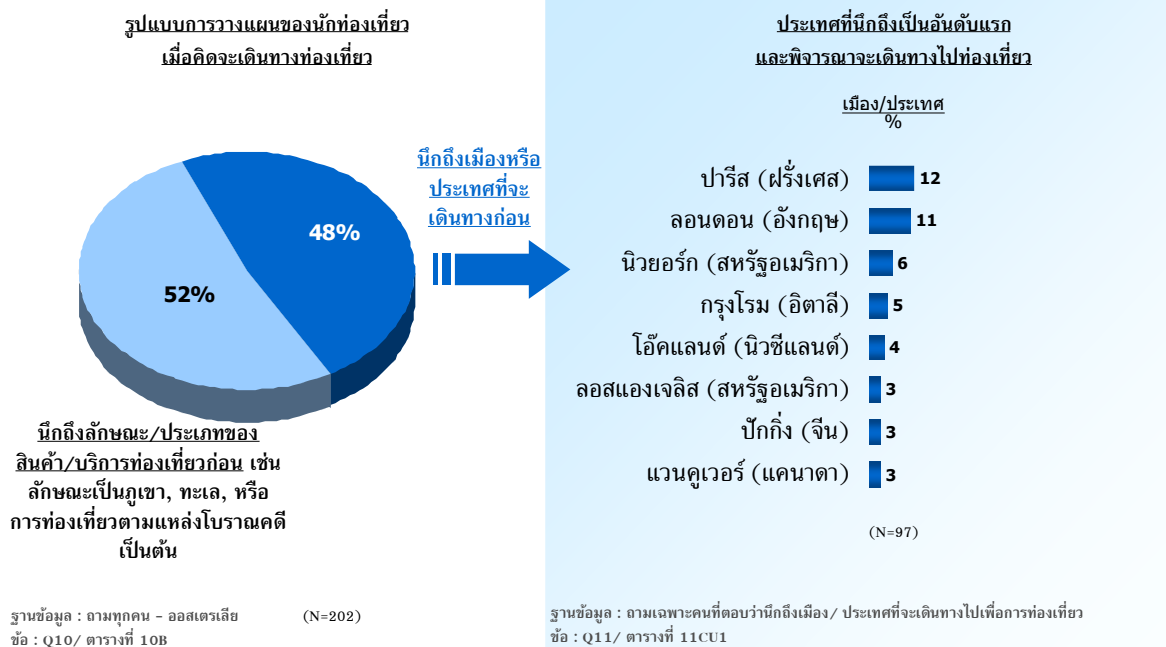 รูปแบบการวางแผนของนักท่องเที่ยว
เมื่อคิดจะเดินทางท่องเที่ยว
48%
52%
นึกถึงเมืองหรือ
ประเทศที่จะ
เดินทางก่อน
นึกถึงลักษณะ/ประเภทของ
สินค้า/บริการท่องเที่ยวก่อน เช่น
ลักษณะเป็นภูเขา, ทะเล, หรือ
การท่องเที่ยวตามแหล่งโบราณคดี
เป็นต้น
ฐานข้อมูล : ถามทุกคน - ออสเตรเลีย (N=202)
ข้อ : Q10/ ตารางที่ 10B
ประเทศที่นึกถึงเป็นอันดับแรก
และพิจารณาจะเดินทางไปท่องเที่ยว
เมือง/ประเทศ
%
ปารีส (ฝรั่งเศส) 12
ลอนดอน (อังกฤษ) 11
นิวยอร์ก (สหรัฐอเมริกา) 6
กรุงโรม (อิตาลี) 5
โอ๊คแลนด์ (นิวซีแลนด์) 4
ลอสแองเจลิส (สหรัฐอเมริกา) 3
ปักกิ่ง (จีน) 3
แวนคูเวอร์ (แคนาดา) 3
(N=97)
ฐานข้อมูล : ถามเฉพาะคนที่ตอบว่านึกถึงเมือง/ ประเทศที่จะเดินทางไปเพื่อการท่องเที่ยว
ข้อ : Q11/ ตารางที่ 11CU1